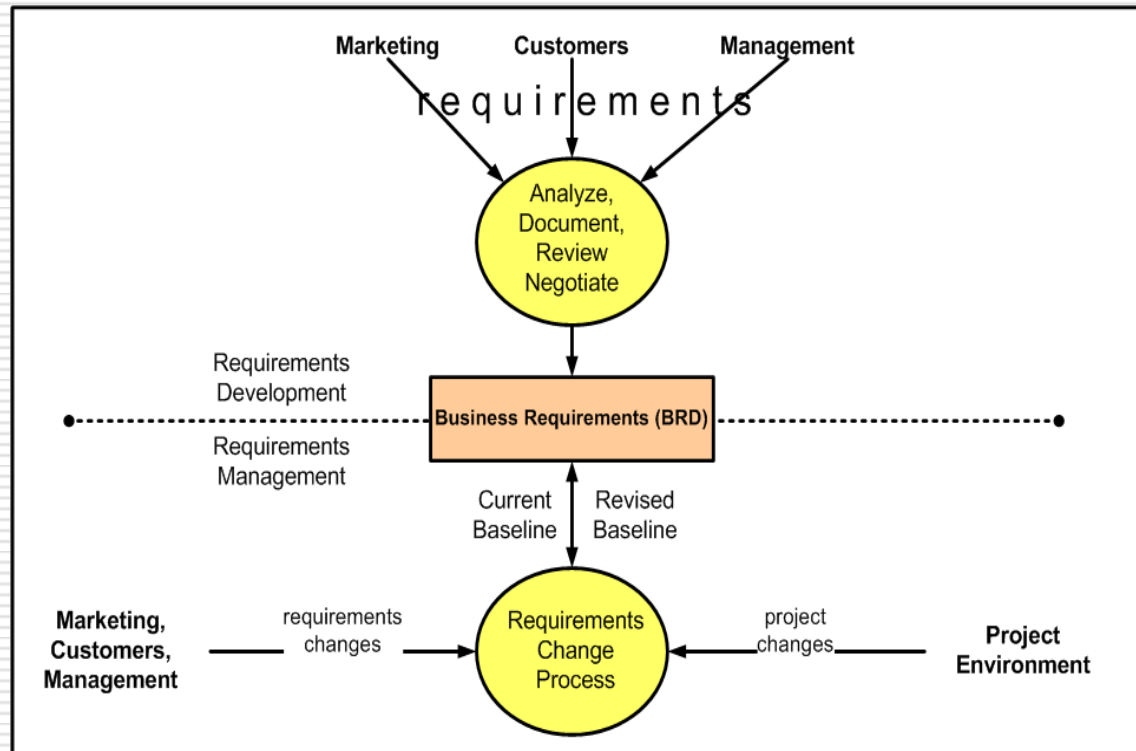 Marketing
Customers
Management
requirements
Analyze,
Document,
Review
Negotiate
Requirements
Development
Business Requirements (BRD)
Requirements
Management
Current
Baseline
Revised
Baseline
Marketing,
Customers,
Management
requirements
changes
Requirements
Change
Process
project
changes
Project
Environment